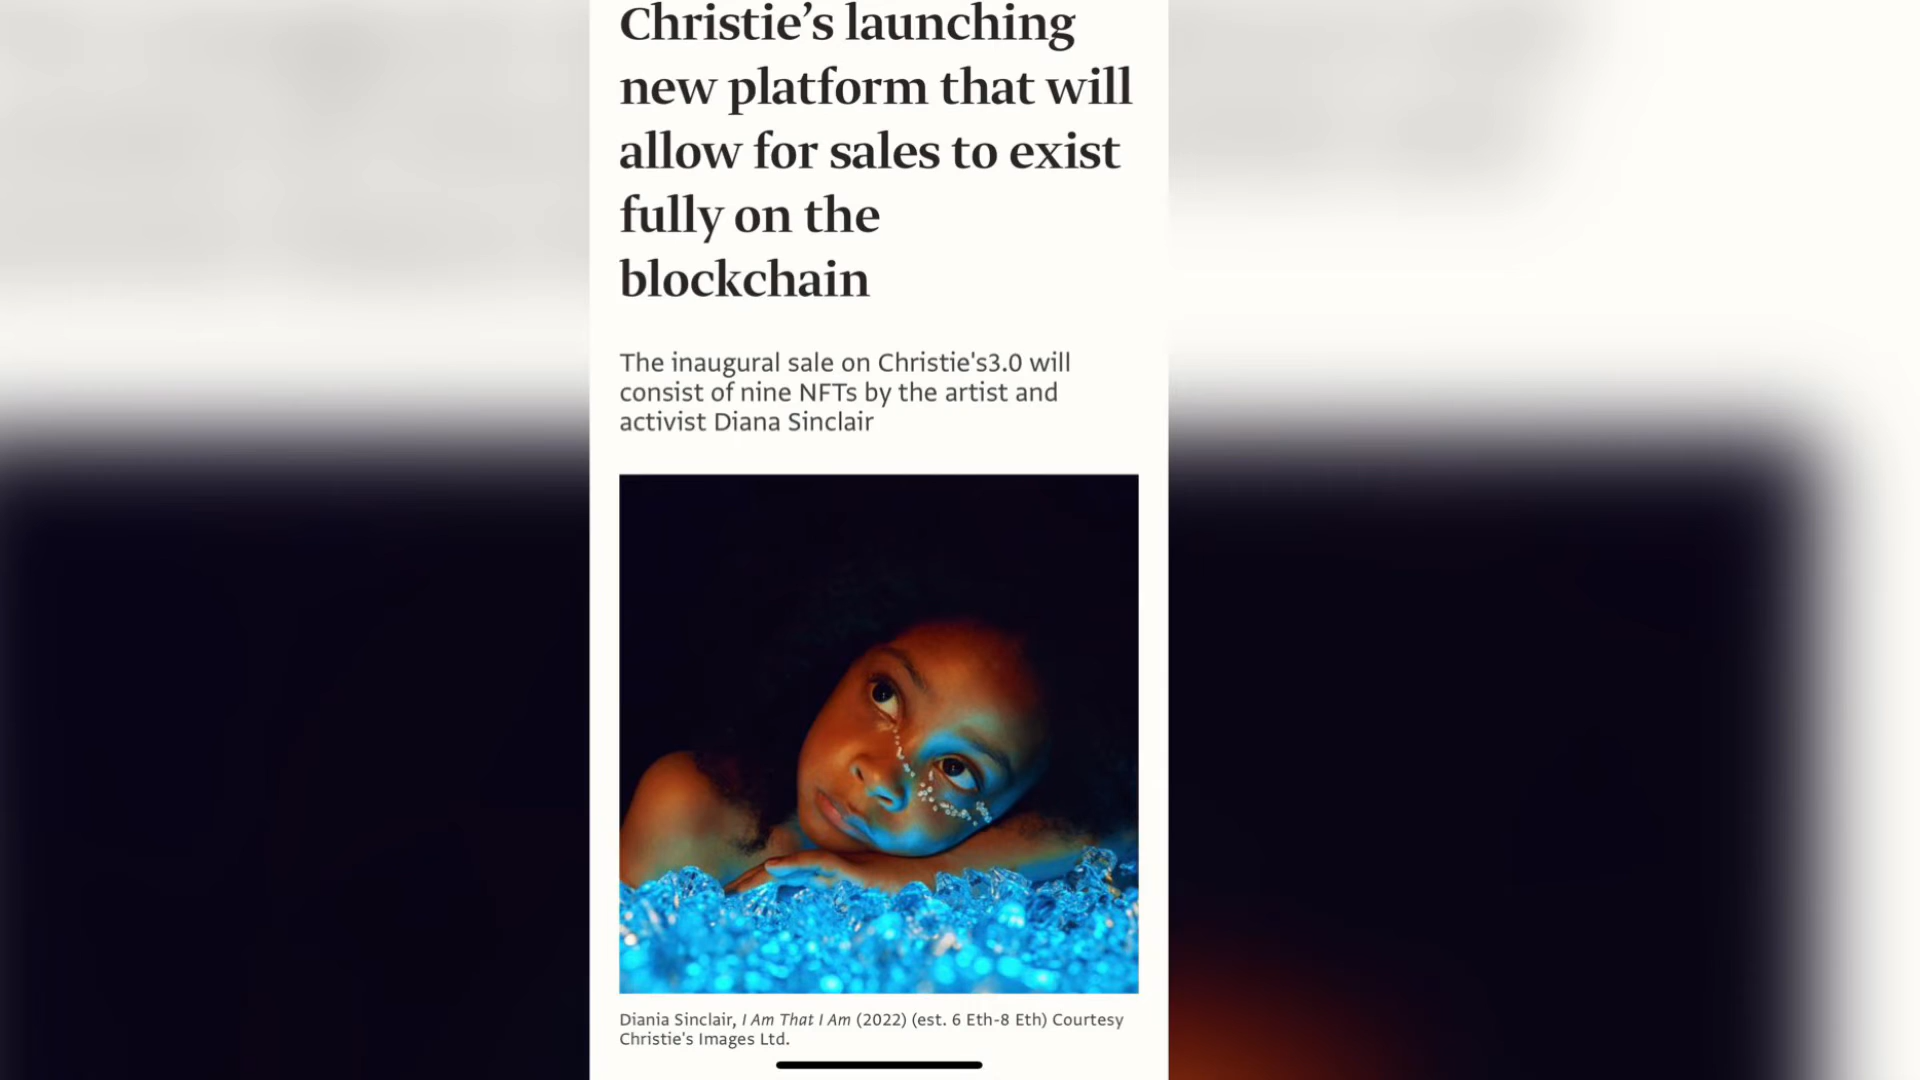 Christie’s launching
new platform that will
allow for sales to exist
fully on the
blockchain
The inaugural sale on Christie's3.0 will
consist of nine NFTs by the artist and
activist Diana Sinclair
Diania Sinclair, I Am That I Am (2022) (est. 6 Eth-8 Eth) Courtesy
Christie's Images Ltd.